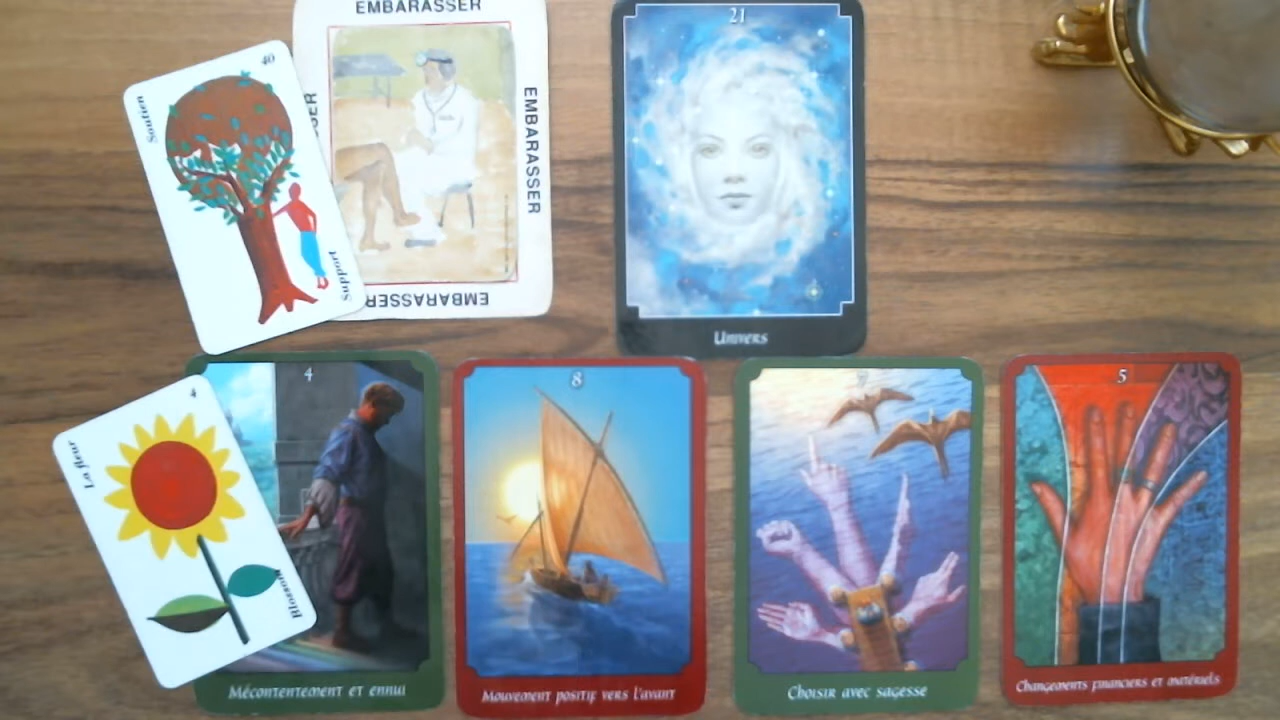 EMBARASSER
EMBARASSER
EMBARASSER
40
Soutien
Support
21
Univers
4
La fleur
Blossom
4
Mécontentement et ennui
8
Mouvement positif vers l'avant
Choisir avec sagesse
5
Changements financiers et matériels